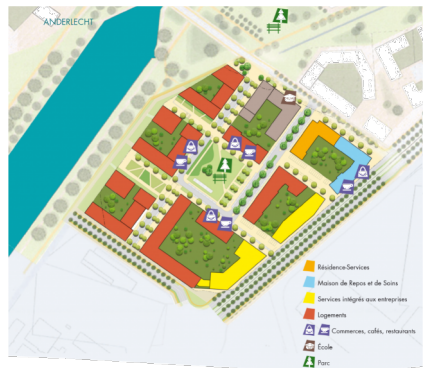 ANDERLECHT
Résidence-Services
Maison de Repos et de Soins
Services intégrés aux entreprises
Logements
Commerces, cafés, restaurants
École
Parc